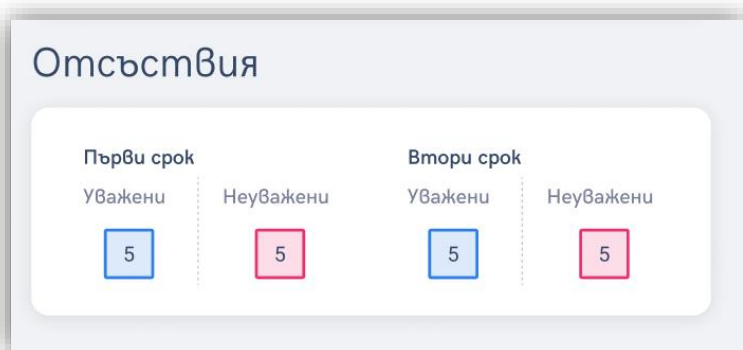 Отсъствия
Първи срок Втори срок
Уважени Неуважени Уважени Неуважени
5 5 5 5